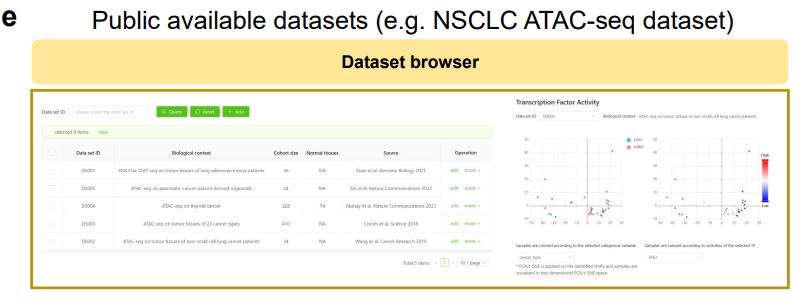 e
Public available datasets (e.g. NSCLC ATAC-seq dataset)
Dataset browser
Data set ID: please enter the data set id Query Reset + Add
selected 0 items clear
Data set ID Biological context Cohort size Normal tissues Source Operation
DS001 H3K27ac ChIP-seq on tumor tissues of lung adenocarcinoma patients 36 NA Yuan et al. Genome Biology 2021 edit more
DS005 ATAC-seq on pancreatic cancer patient derived organoids 44 NA et al. Nature Communications 2023 edit more
DS004 ATAC-seq on thyroid cancer 228 74 et al. Nature Communications 2021 edit more
DS003 ATAC-seq on tumor tissues of 23 cancer types 410 NA Corces et al. Science 2018 edit more
DS002 ATAC-seq on tumor tissues of non-small cell lung cancer patients 34 NA Wang et al. Cancer Research 2019 edit more
Total 5 items < 1 > 10 / page
Transcription Factor Activity
Data set ID: DS002 Biological context: ATAC-seq on tumor tissues of non-small cell lung cancer patients
LUSC
LUAD
High
Low
Samples are colored according to the selected categorical variable:
cancer_type
* PCA/t-SNE is applied on the identified HVRs and samples are
visualized in two dimensional PCA/t-SNE space.
Samples are colored according to activities of the selected TF:
TP63